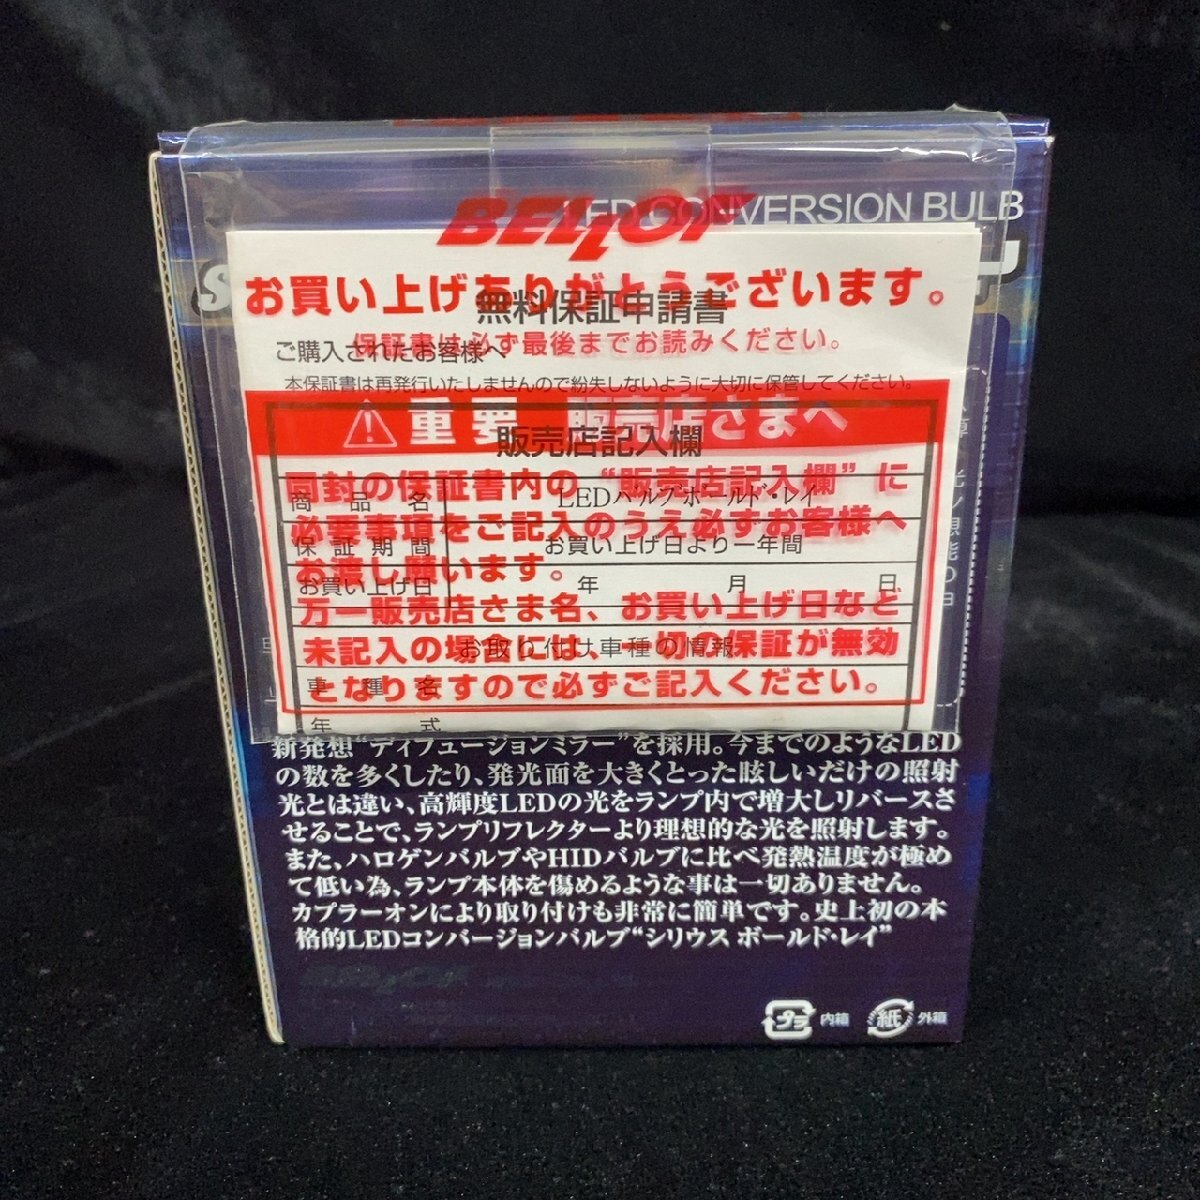 BELLOF
LED CONVERSION BULB
お買い上げありがとうございます。
無料保証申請書
保証書は必ず最後までお読みください。
ご購入されたお客様へ
本保証書は再発行いたしませんので紛失しないように大切に保管してください。
重要 販売店さまへ
販売店記入欄
同封の保証書内の“販売店記入欄”に
商品名 LEDバルブボールド・レイ
必要事項をご記入のうえ必ずお客様へ
保証期間 お買い上げ日より一年間
お渡し願います。
お買い上げ日 年 月 日
万一販売店さま名、お買い上げ日など
未記入の場合には、一切の保証が無効
お取り付け車種の情報
となりますので必ずご記入ください。
車種名
年式
新発想“ディフュージョンミラー”を採用。今までのようなLED
の数を多くしたり、発光面を大きくとった眩しいだけの照射
光とは違い、高輝度LEDの光をランプ内で増大しリバースさ
せることで、ランプリフレクターより理想的な光を照射します。
また、ハロゲンバルブやHIDバルブに比べ発熱温度が極め
て低い為、ランプ本体を傷めるような事は一切ありません。
カプラーオンにより取り付けも非常に簡単です。史上初の本
格的LEDコンバージョンバルブ“シリウス ボールド・レイ”
プラ 内箱 紙 外箱